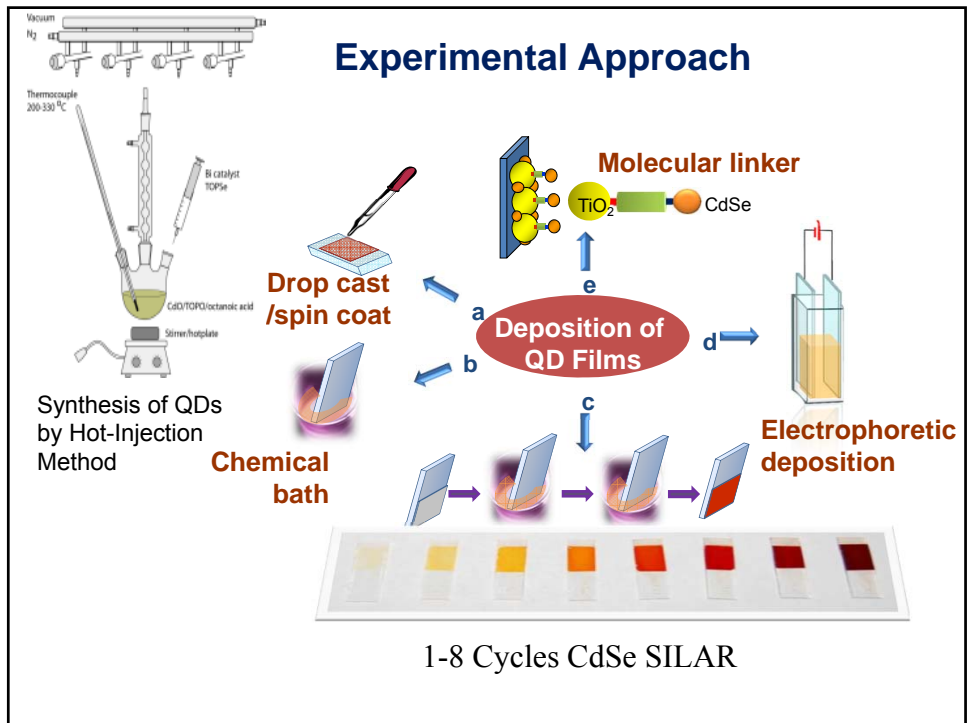 Experimental Approach
Vacuum
N2
Thermocouple
200-330 °C
Bi catalyst
TOPSe
CdO/TOPO/octanoic acid
Stirrer/hotplate
Synthesis of QDs
by Hot-Injection
Method
Molecular linker
TiO2
CdSe
Drop cast
/spin coat
a
e
Deposition of
QD Films
d
b
c
Chemical
bath
Electrophoretic
deposition
1-8 Cycles CdSe SILAR